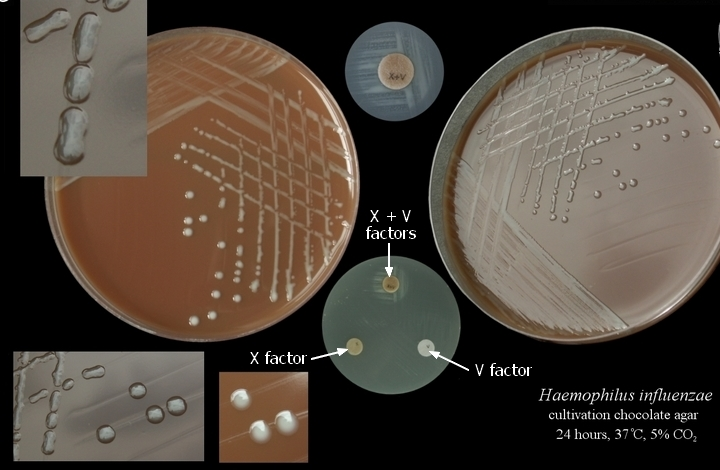 X+V
X + V
factors
X factor
V factor
Haemophilus influenzae
cultivation chocolate agar
24 hours, 37°C, 5% CO₂